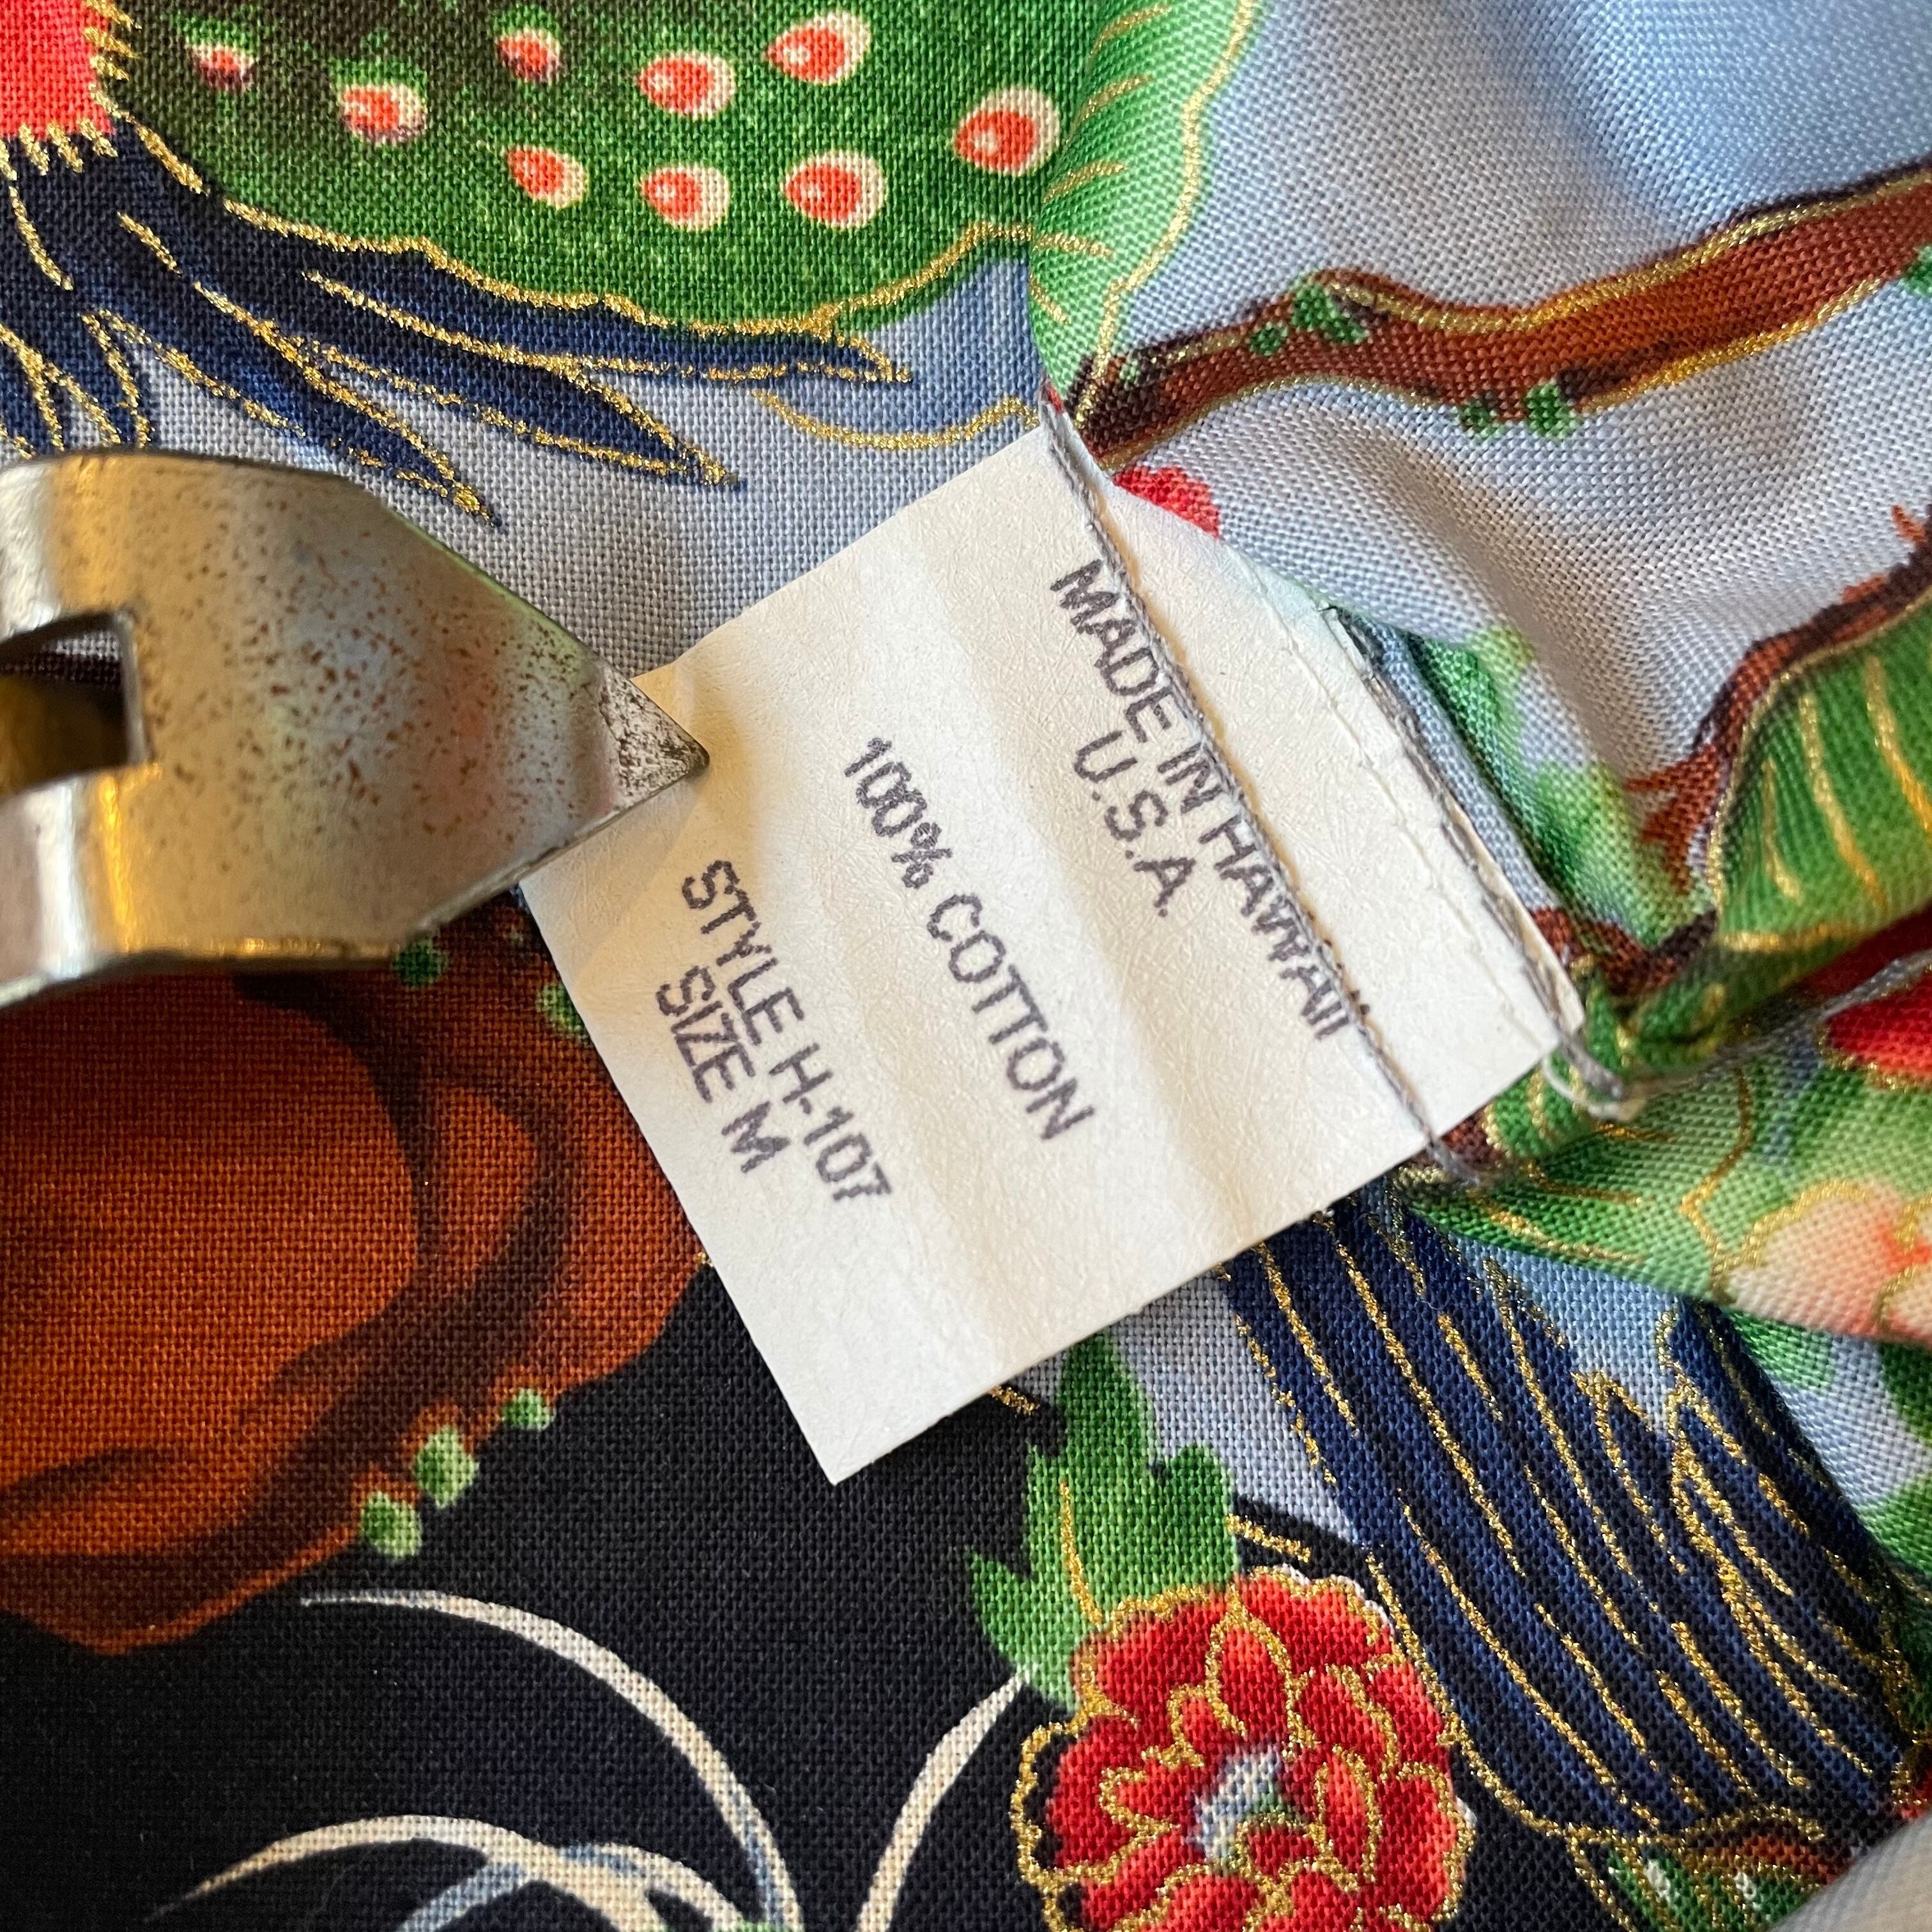 MADE IN HAWAII
U.S.A.
100% COTTON
STYLE H-107
SIZE M